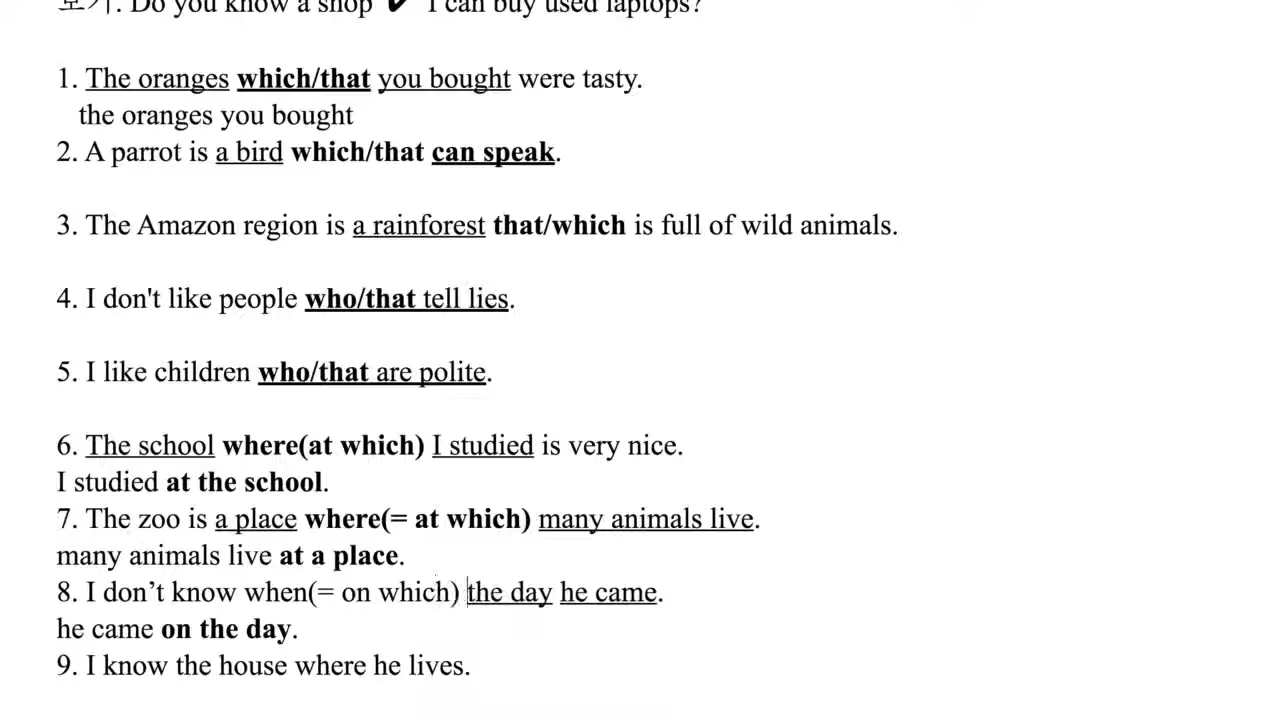 보기. Do you know a shop ✔ I can buy used laptops?
1. The oranges which/that you bought were tasty.
the oranges you bought
2. A parrot is a bird which/that can speak.
3. The Amazon region is a rainforest that/which is full of wild animals.
4. I don't like people who/that tell lies.
5. I like children who/that are polite.
6. The school where(at which) I studied is very nice.
I studied at the school.
7. The zoo is a place where(= at which) many animals live.
many animals live at a place.
8. I don’t know when(= on which) the day he came.
he came on the day.
9. I know the house where he lives.